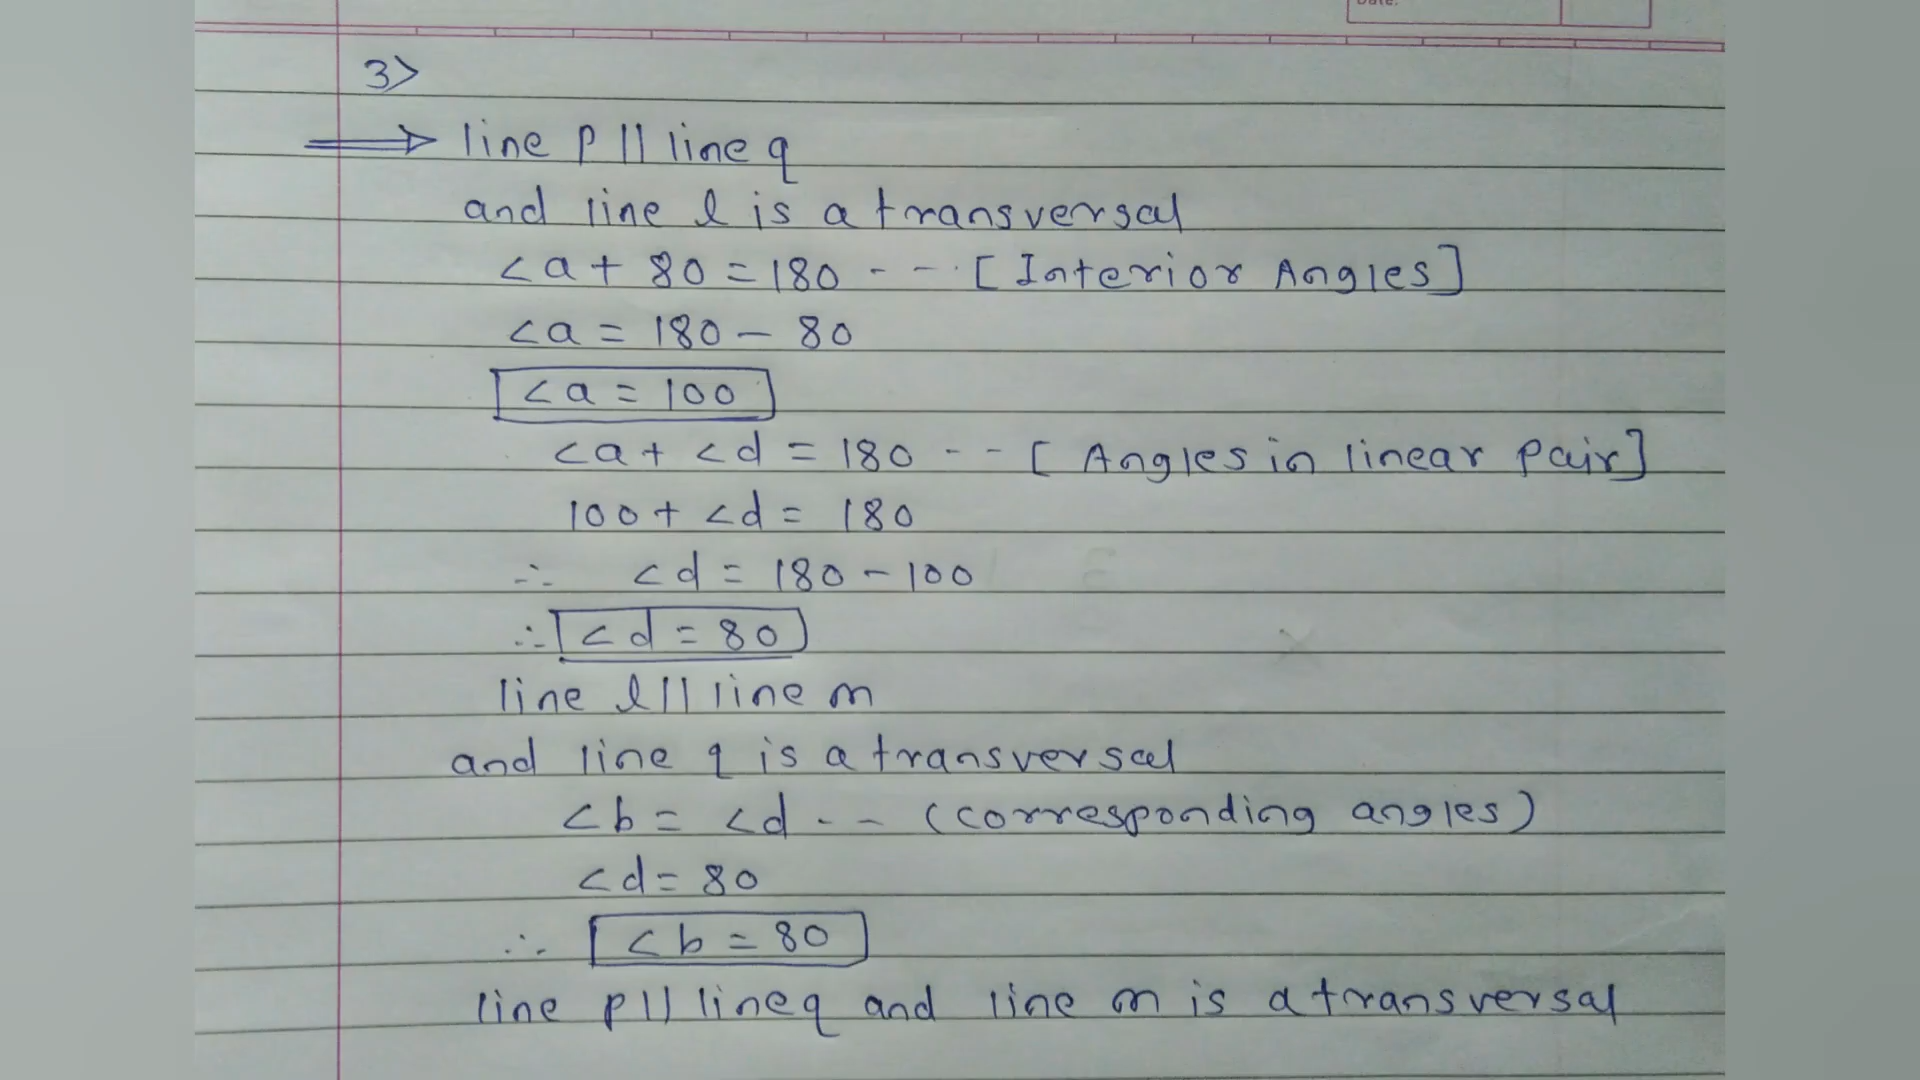 Date:
3>
⟹ line p || line q
and line l is a transversal
<a + 80 = 180 - - · [Interior Angles]
<a = 180 - 80
<a = 100
<a + <d = 180 - - [Angles in linear pair]
100 + <d = 180
∴ <d = 180 - 100
∴ <d = 80
line l || line m
and line q is a transversal
<b = <d - - (corresponding angles)
<d = 80
∴ <b = 80
line p || line q and line m is a transversal